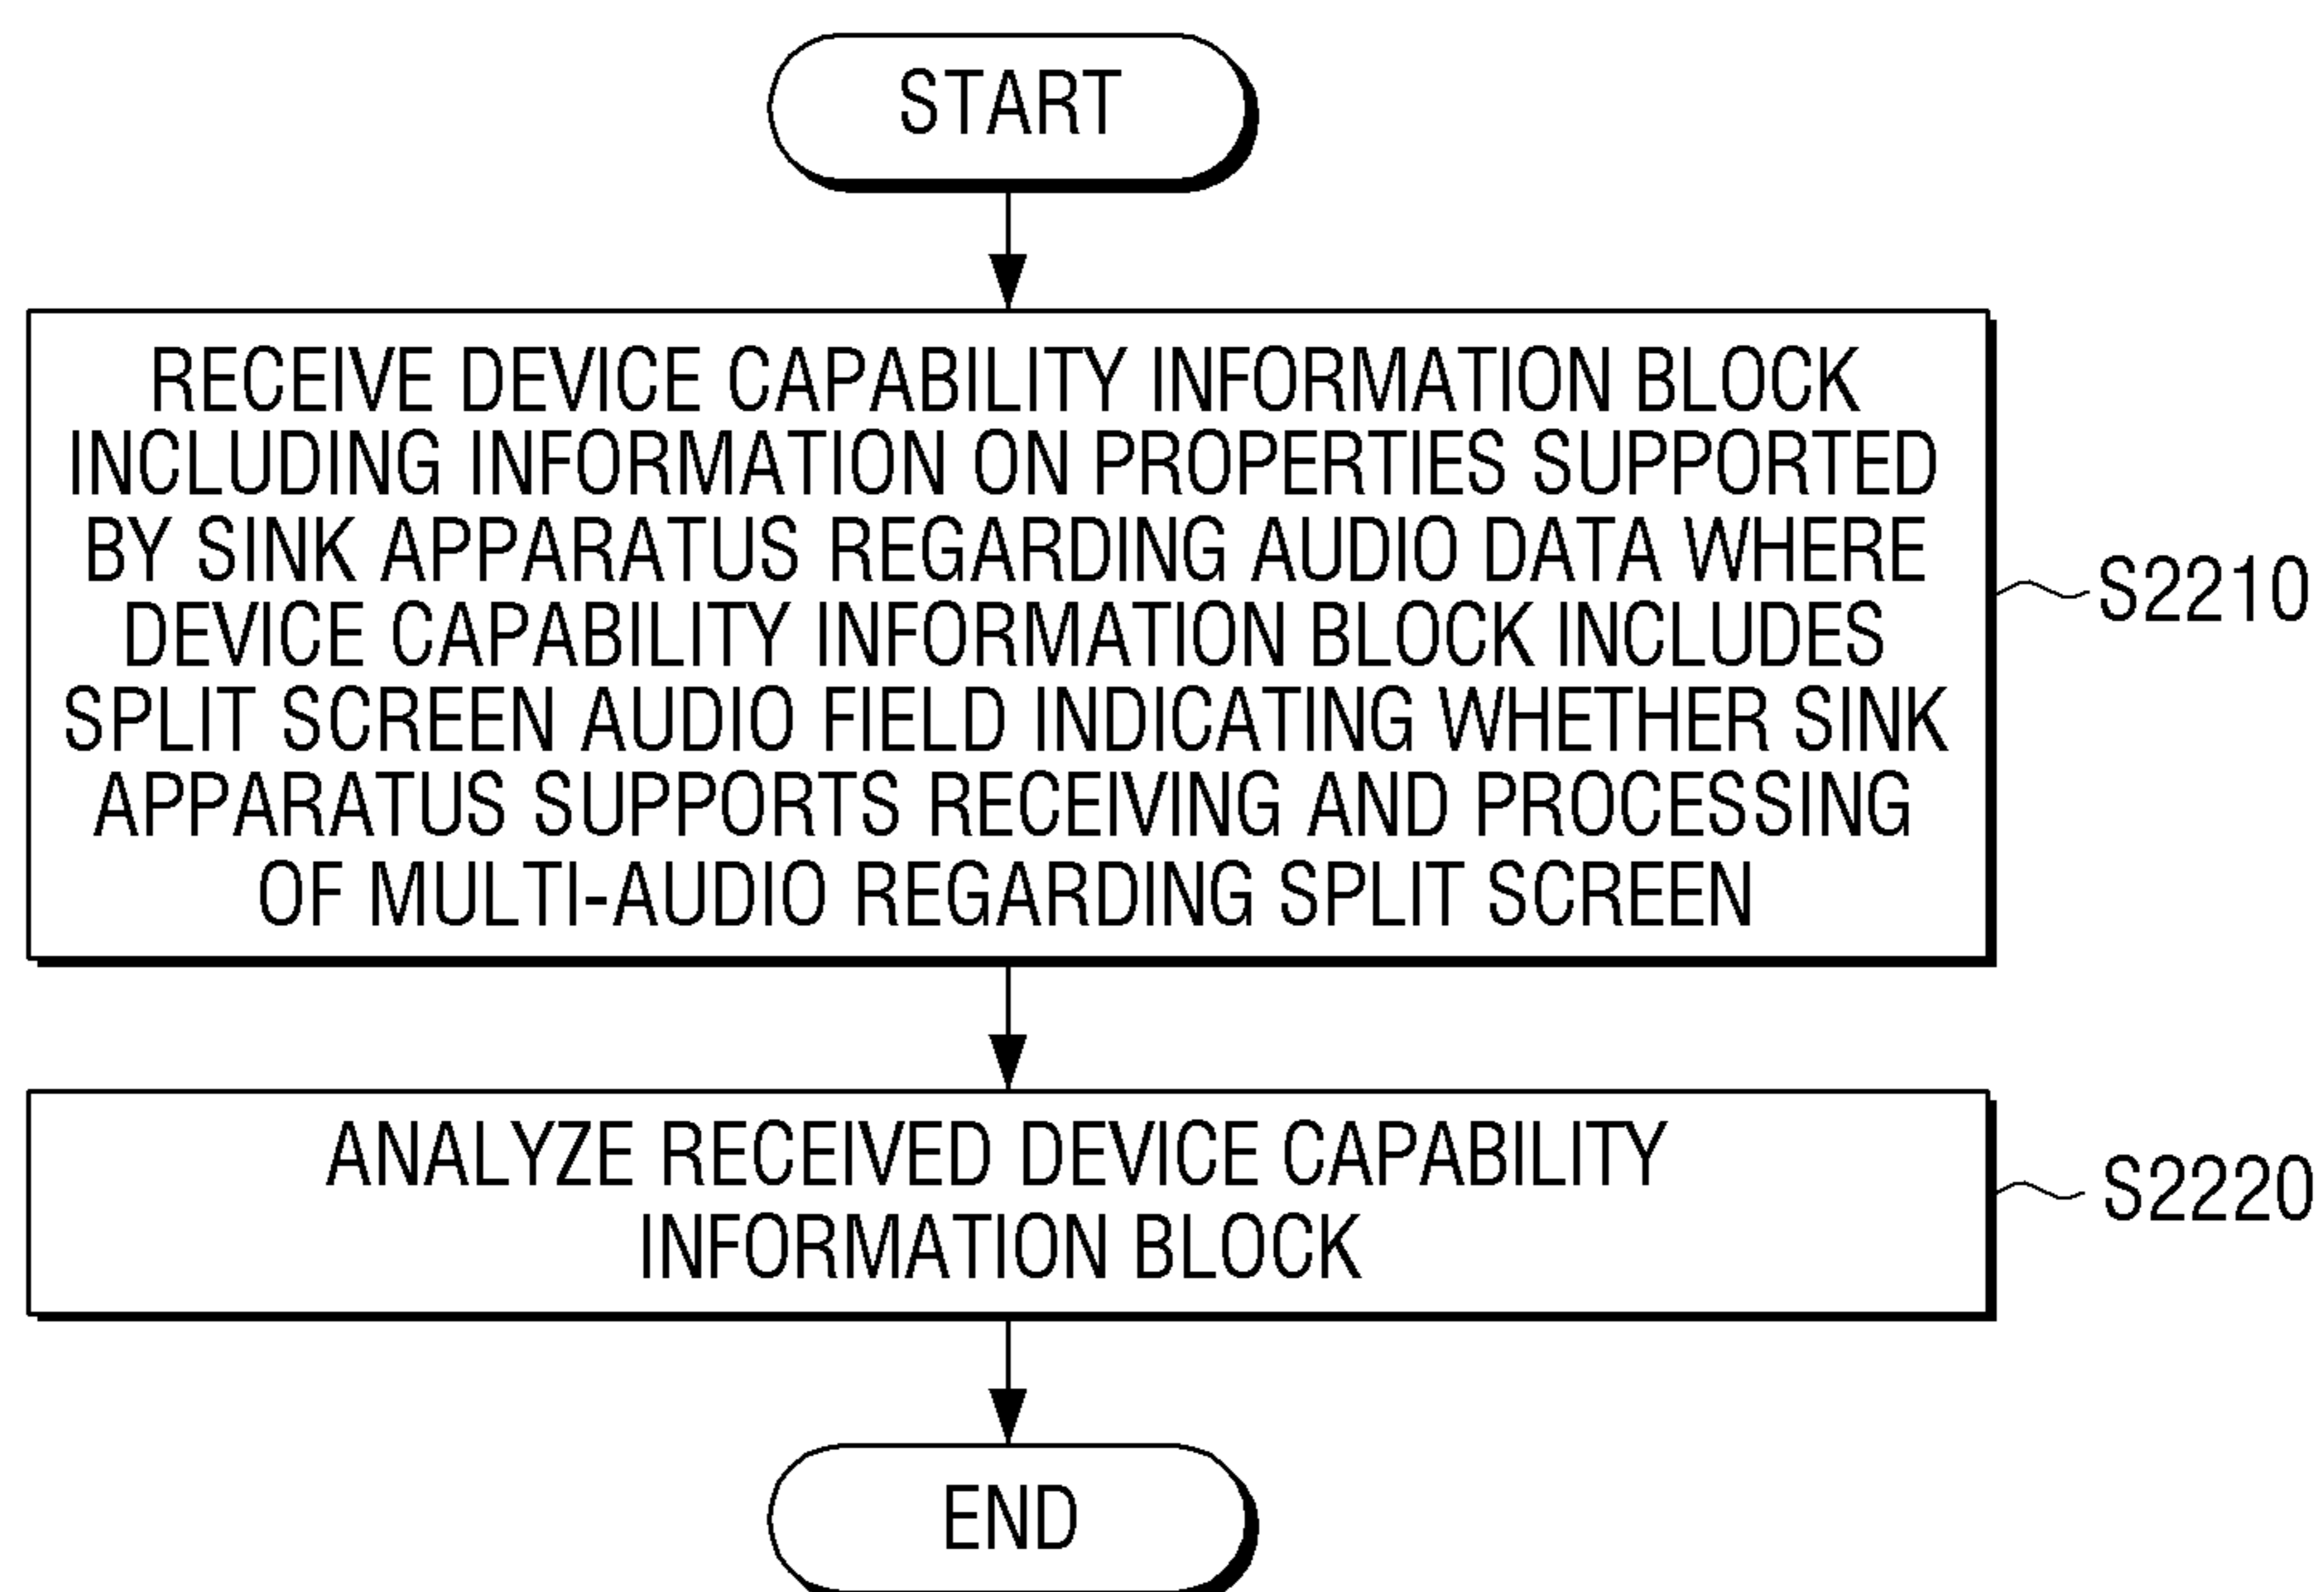 START
RECEIVE DEVICE CAPABILITY INFORMATION BLOCK
INCLUDING INFORMATION ON PROPERTIES SUPPORTED
BY SINK APPARATUS REGARDING AUDIO DATA WHERE
DEVICE CAPABILITY INFORMATION BLOCK INCLUDES
SPLIT SCREEN AUDIO FIELD INDICATING WHETHER SINK
APPARATUS SUPPORTS RECEIVING AND PROCESSING
OF MULTI-AUDIO REGARDING SPLIT SCREEN
S2210
ANALYZE RECEIVED DEVICE CAPABILITY
INFORMATION BLOCK
S2220
END